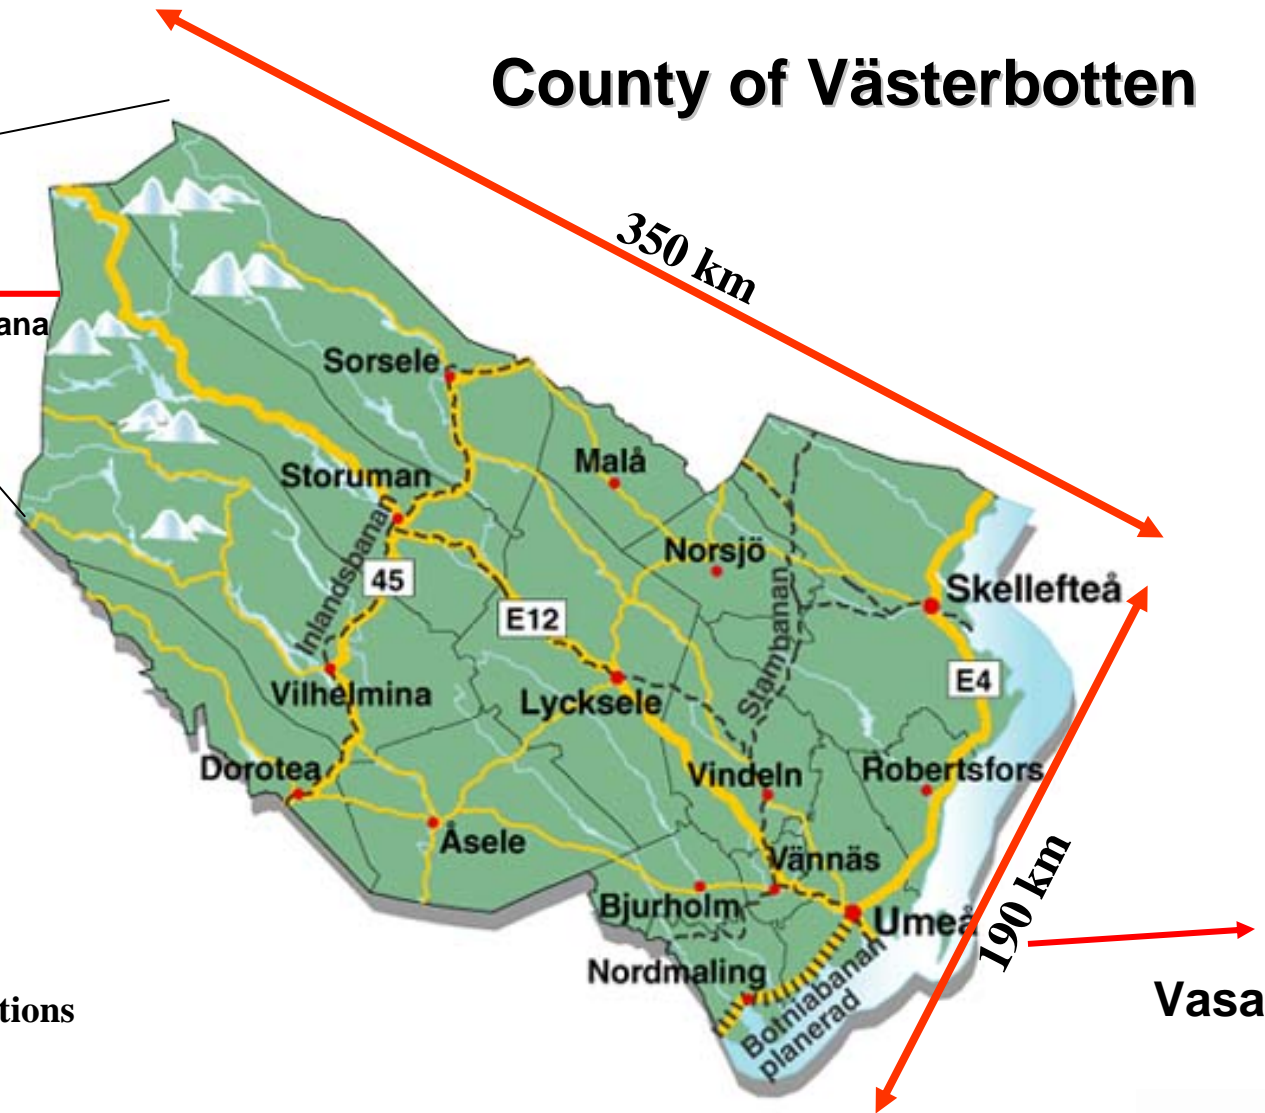 County of Västerbotten
350 km
ana
Sorsele
Malå
Storuman
Norsjö
Inlandsbanan
45
Skellefteå
E12
Stambanan
E4
Vilhelmina
Lycksele
Dorotea
Vindeln
Robertsfors
Åsele
Vännäs
190 km
Bjurholm
Umeå
Nordmaling
Botniabanan
planerad
Vasa
tions